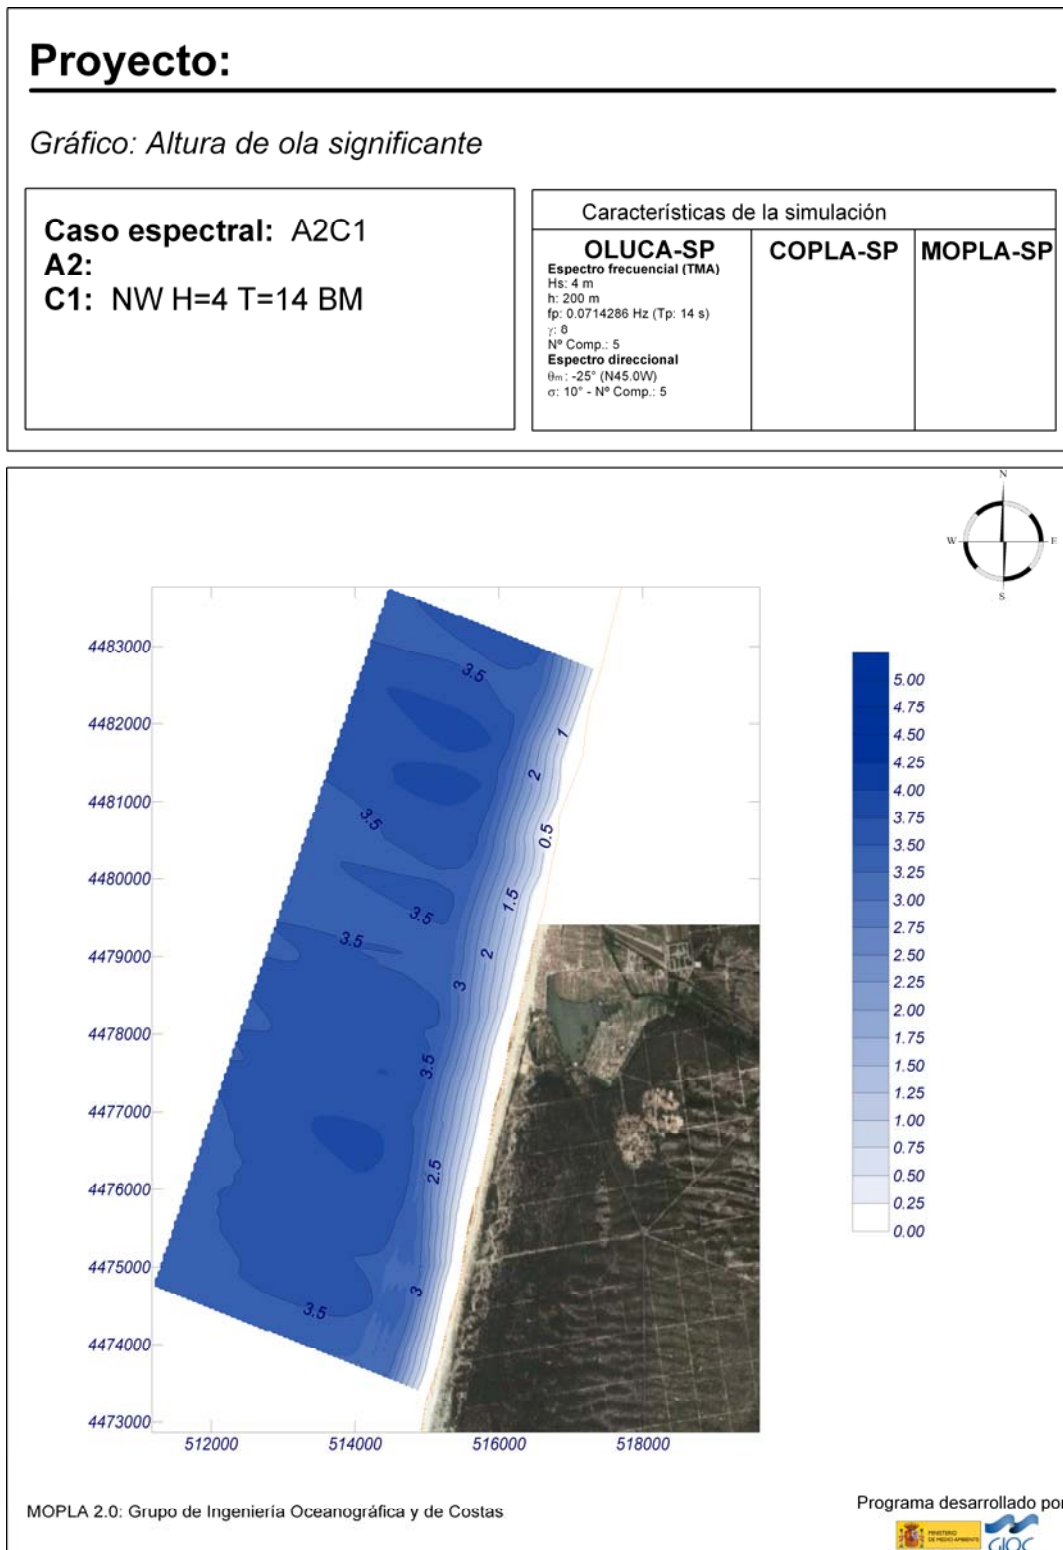 Proyecto:
Gráfico: Altura de ola significante
Caso espectral: A2C1
A2:
C1: NW H=4 T=14 BM
Características de la simulación
OLUCA-SP
Espectro frecuencial (TMA)
Hs: 4 m
h: 200 m
fp: 0.0714286 Hz (Tp: 14 s)
γ: 8
Nº Comp.: 5
Espectro direccional
θm: -25° (N45.0W)
σ: 10° - Nº Comp.: 5
COPLA-SP
MOPLA-SP
N
W
E
S
4483000
4482000
4481000
4480000
4479000
4478000
4477000
4476000
4475000
4474000
4473000
512000
514000
516000
518000
3.5
1
2
3.5
0.5
1.5
3.5
3.5
2
3
3.5
2.5
3
3.5
5.00
4.75
4.50
4.25
4.00
3.75
3.50
3.25
3.00
2.75
2.50
2.25
2.00
1.75
1.50
1.25
1.00
0.75
0.50
0.25
0.00
MOPLA 2.0: Grupo de Ingeniería Oceanográfica y de Costas
Programa desarrollado por
MINISTERIO
DE MEDIO AMBIENTE
GIOC